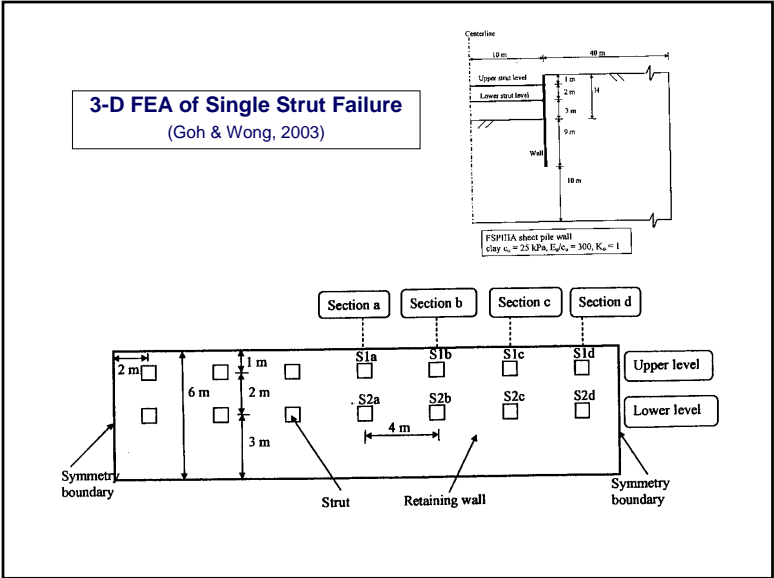 3-D FEA of Single Strut Failure
(Goh & Wong, 2003)
Centerline
10 m
40 m
Upper strut level
1 m
Lower strut level
2 m
H
3 m
9 m
Wall
10 m
FSPIIIA sheet pile wall
clay cᵤ = 25 kPa, Eᵤ/cᵤ = 300, Kₒ = 1
Section a
Section b
Section c
Section d
S1a
S1b
S1c
S1d
Upper level
2 m
1 m
6 m
2 m
S2a
S2b
S2c
S2d
Lower level
4 m
3 m
Symmetry
boundary
Strut
Retaining wall
Symmetry
boundary